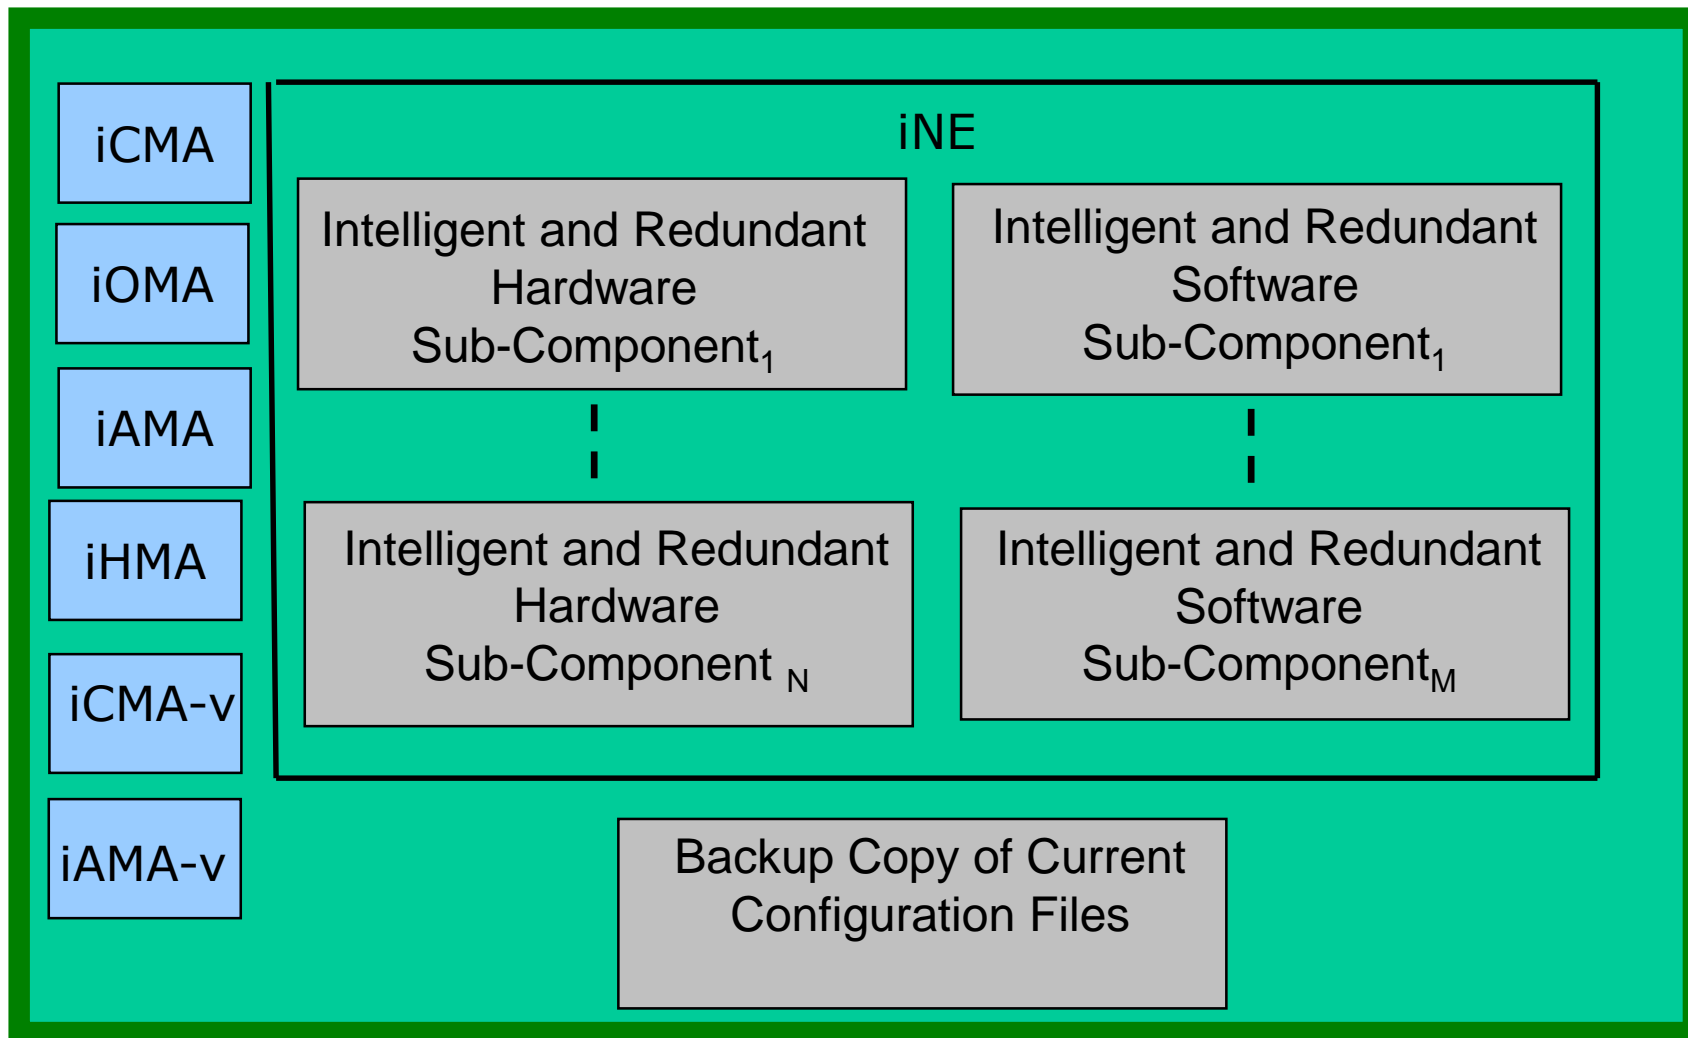 iCMA
iOMA
iAMA
iHMA
iCMA-v
iAMA-v
iNE
Intelligent and Redundant
Hardware
Sub-Component1
Intelligent and Redundant
Software
Sub-Component1
Intelligent and Redundant
Hardware
Sub-Component N
Intelligent and Redundant
Software
Sub-ComponentM
Backup Copy of Current
Configuration Files